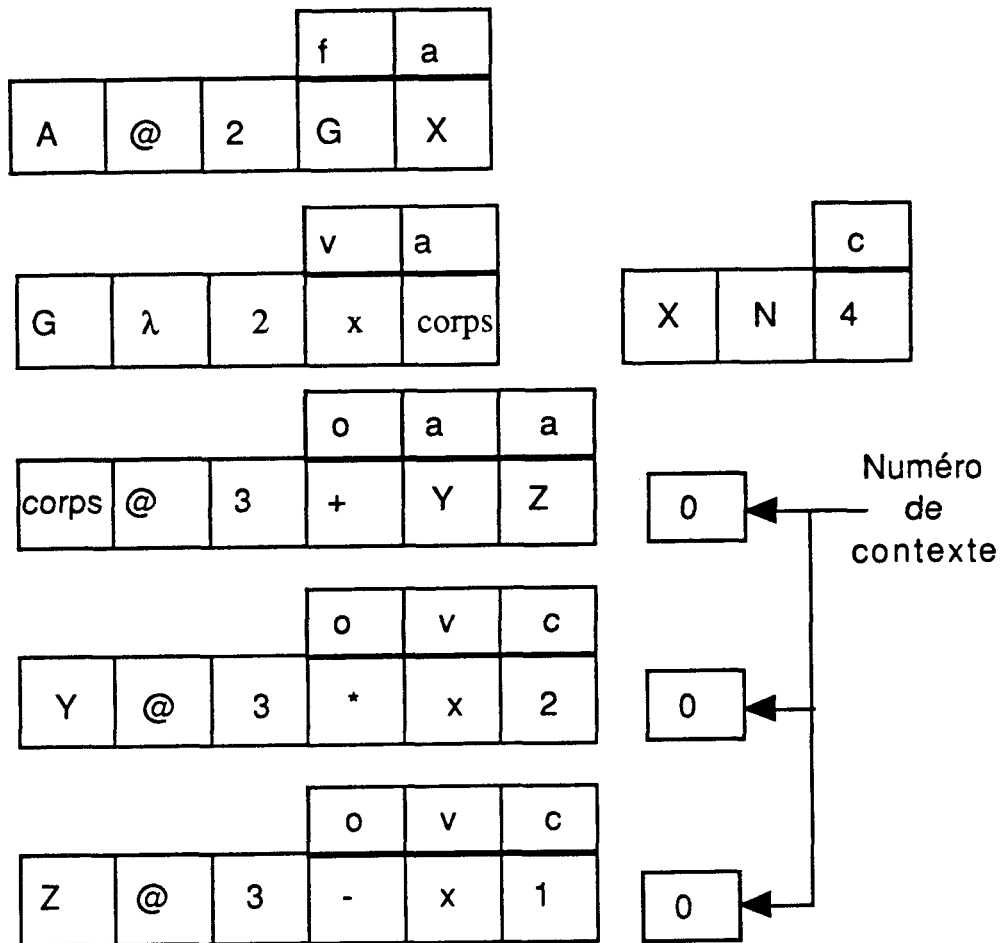 f a
A @ 2 G X
v a
G λ 2 x corps
c
X N 4
o a a
corps @ 3 + Y Z
0
Numéro
de
contexte
o v c
Y @ 3 * x 2
0
o v c
Z @ 3 - x 1
0